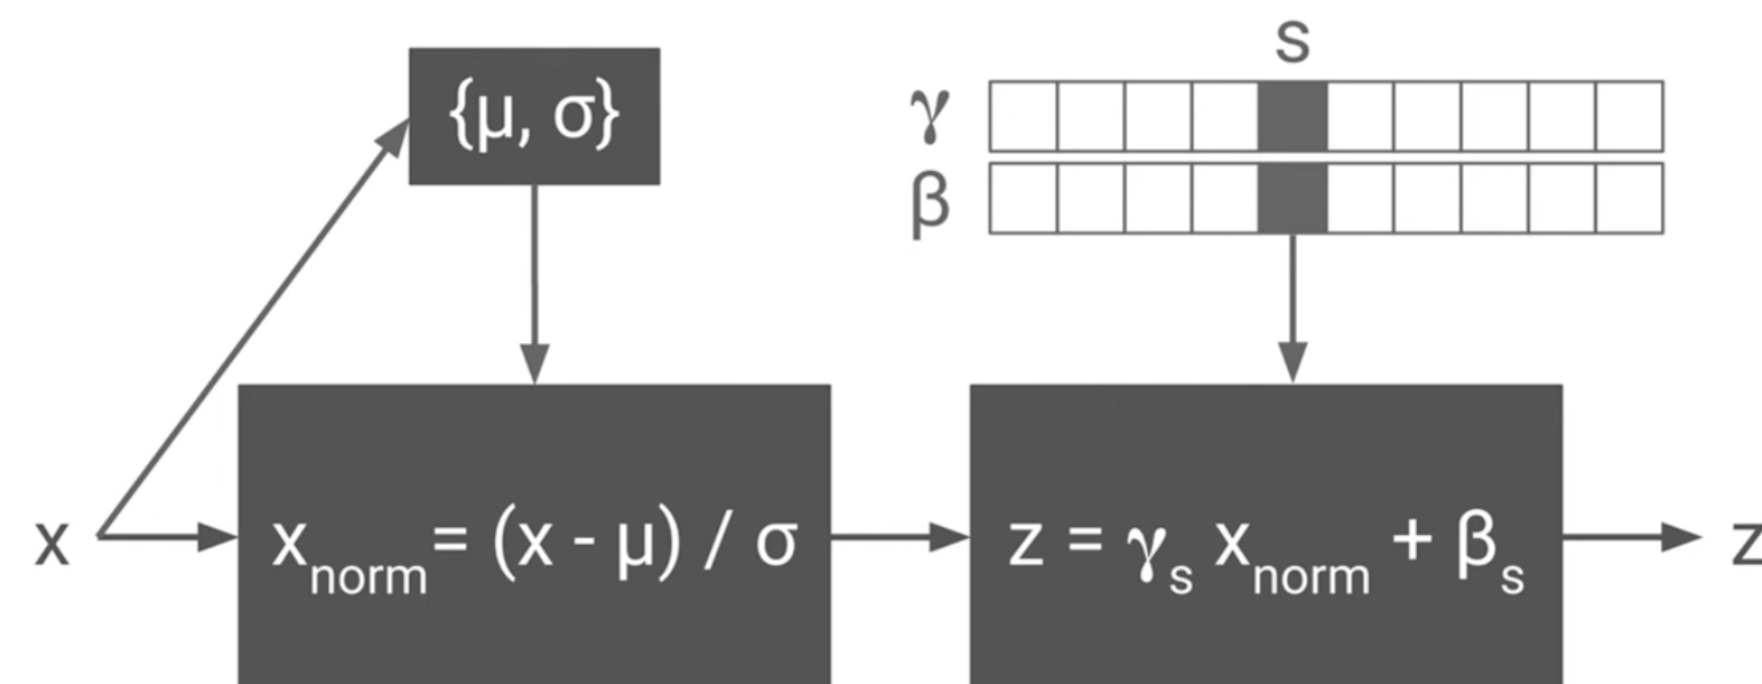 {μ, σ}
s
γ
β
x
x_norm = (x - μ) / σ
z = γ_s x_norm + β_s
z